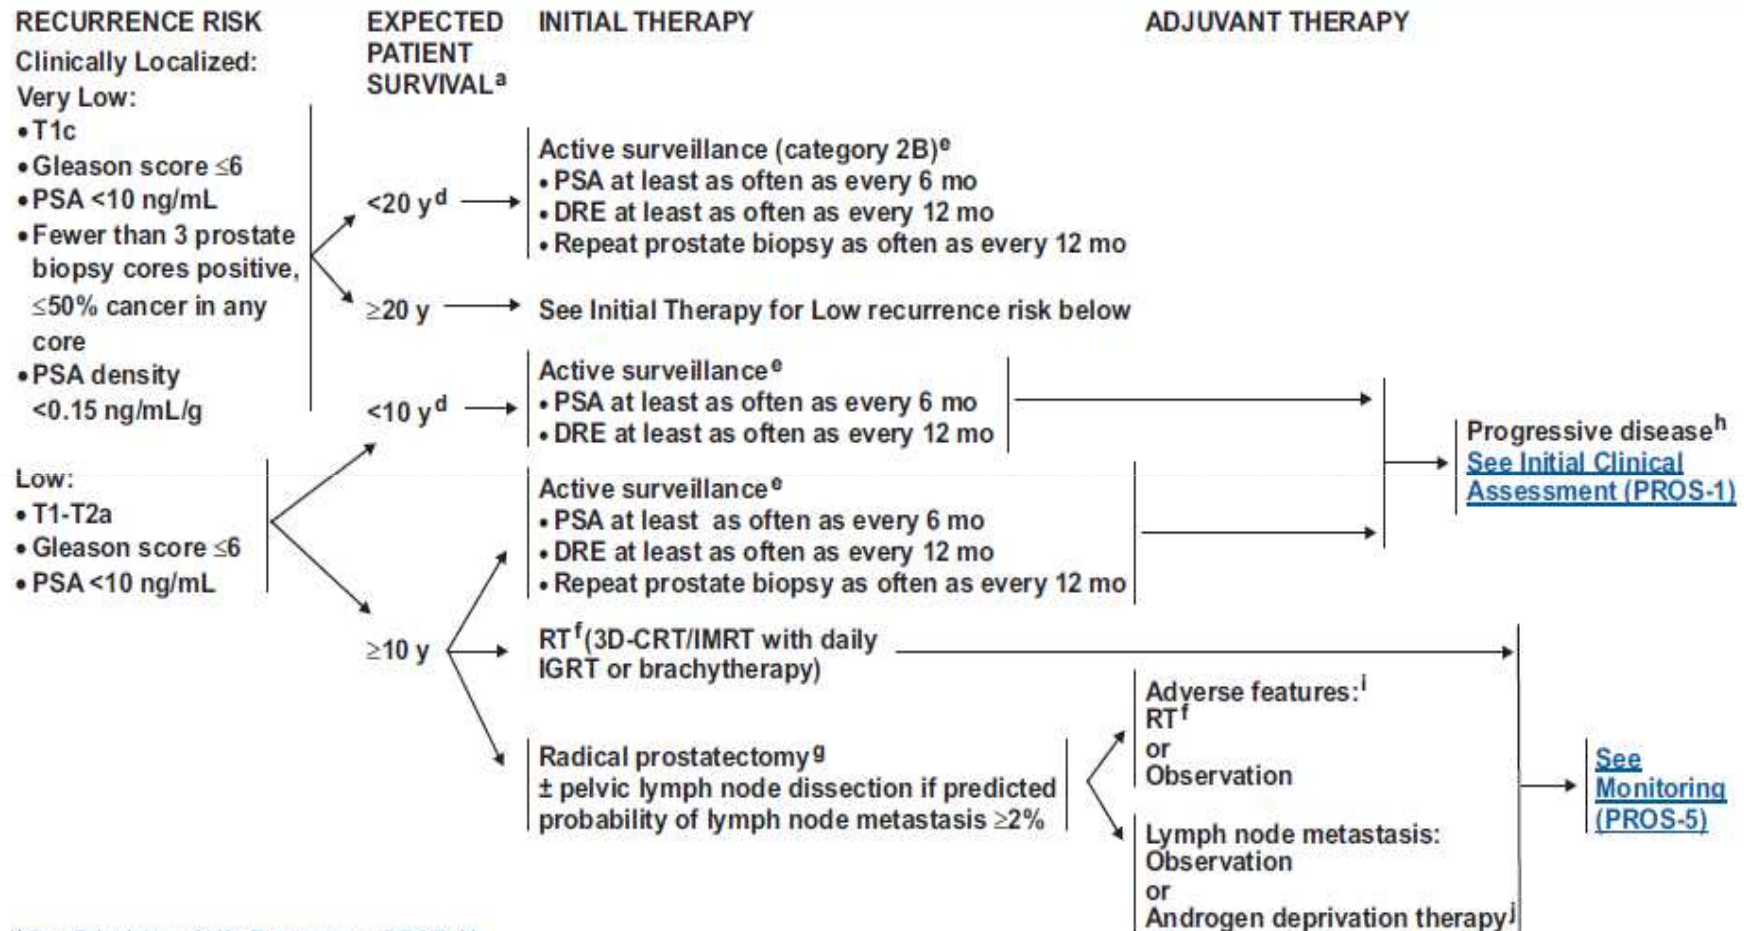 RECURRENCE RISK
Clinically Localized:
Very Low:
•T1c
•Gleason score ≤6
•PSA <10 ng/mL
•Fewer than 3 prostate
biopsy cores positive,
≤50% cancer in any
core
•PSA density
<0.15 ng/mL/g
Low:
• T1-T2a
• Gleason score ≤6
• PSA <10 ng/mL
EXPECTED
PATIENT
SURVIVALa
<20 yd
≥20 y
<10 yd
≥10 y
INITIAL THERAPY
Active surveillance (category 2B)e
• PSA at least as often as every 6 mo
• DRE at least as often as every 12 mo
• Repeat prostate biopsy as often as every 12 mo
See Initial Therapy for Low recurrence risk below
Active surveillancee
• PSA at least as often as every 6 mo
• DRE at least as often as every 12 mo
Active surveillancee
• PSA at least as often as every 6 mo
• DRE at least as often as every 12 mo
• Repeat prostate biopsy as often as every 12 mo
RTf(3D-CRT/IMRT with daily
IGRT or brachytherapy)
Radical prostatectomyg
± pelvic lymph node dissection if predicted
probability of lymph node metastasis ≥2%
ADJUVANT THERAPY
Progressive diseaseh
See Initial Clinical
Assessment (PROS-1)
Adverse features:i
RTf
or
Observation
Lymph node metastasis:
Observation
or
Androgen deprivation therapyj
See
Monitoring
(PROS-5)